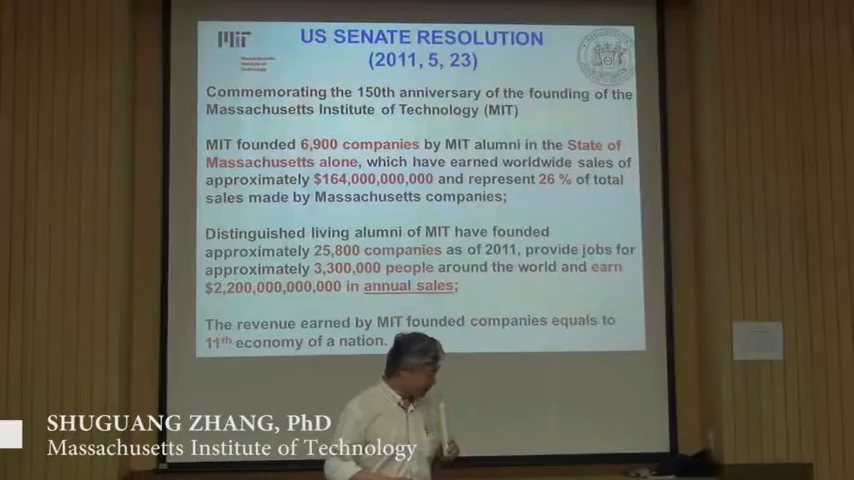 US SENATE RESOLUTION
(2011, 5, 23)
Massachusetts
Institute of
Technology
Commemorating the 150th anniversary of the founding of the
Massachusetts Institute of Technology (MIT)
MIT founded 6,900 companies by MIT alumni in the State of
Massachusetts alone, which have earned worldwide sales of
approximately $164,000,000,000 and represent 26 % of total
sales made by Massachusetts companies;
Distinguished living alumni of MIT have founded
approximately 25,800 companies as of 2011, provide jobs for
approximately 3,300,000 people around the world and earn
$2,200,000,000,000 in annual sales;
The revenue earned by MIT founded companies equals to
11th economy of a nation.
SHUGUANG ZHANG, PhD
Massachusetts Institute of Technology